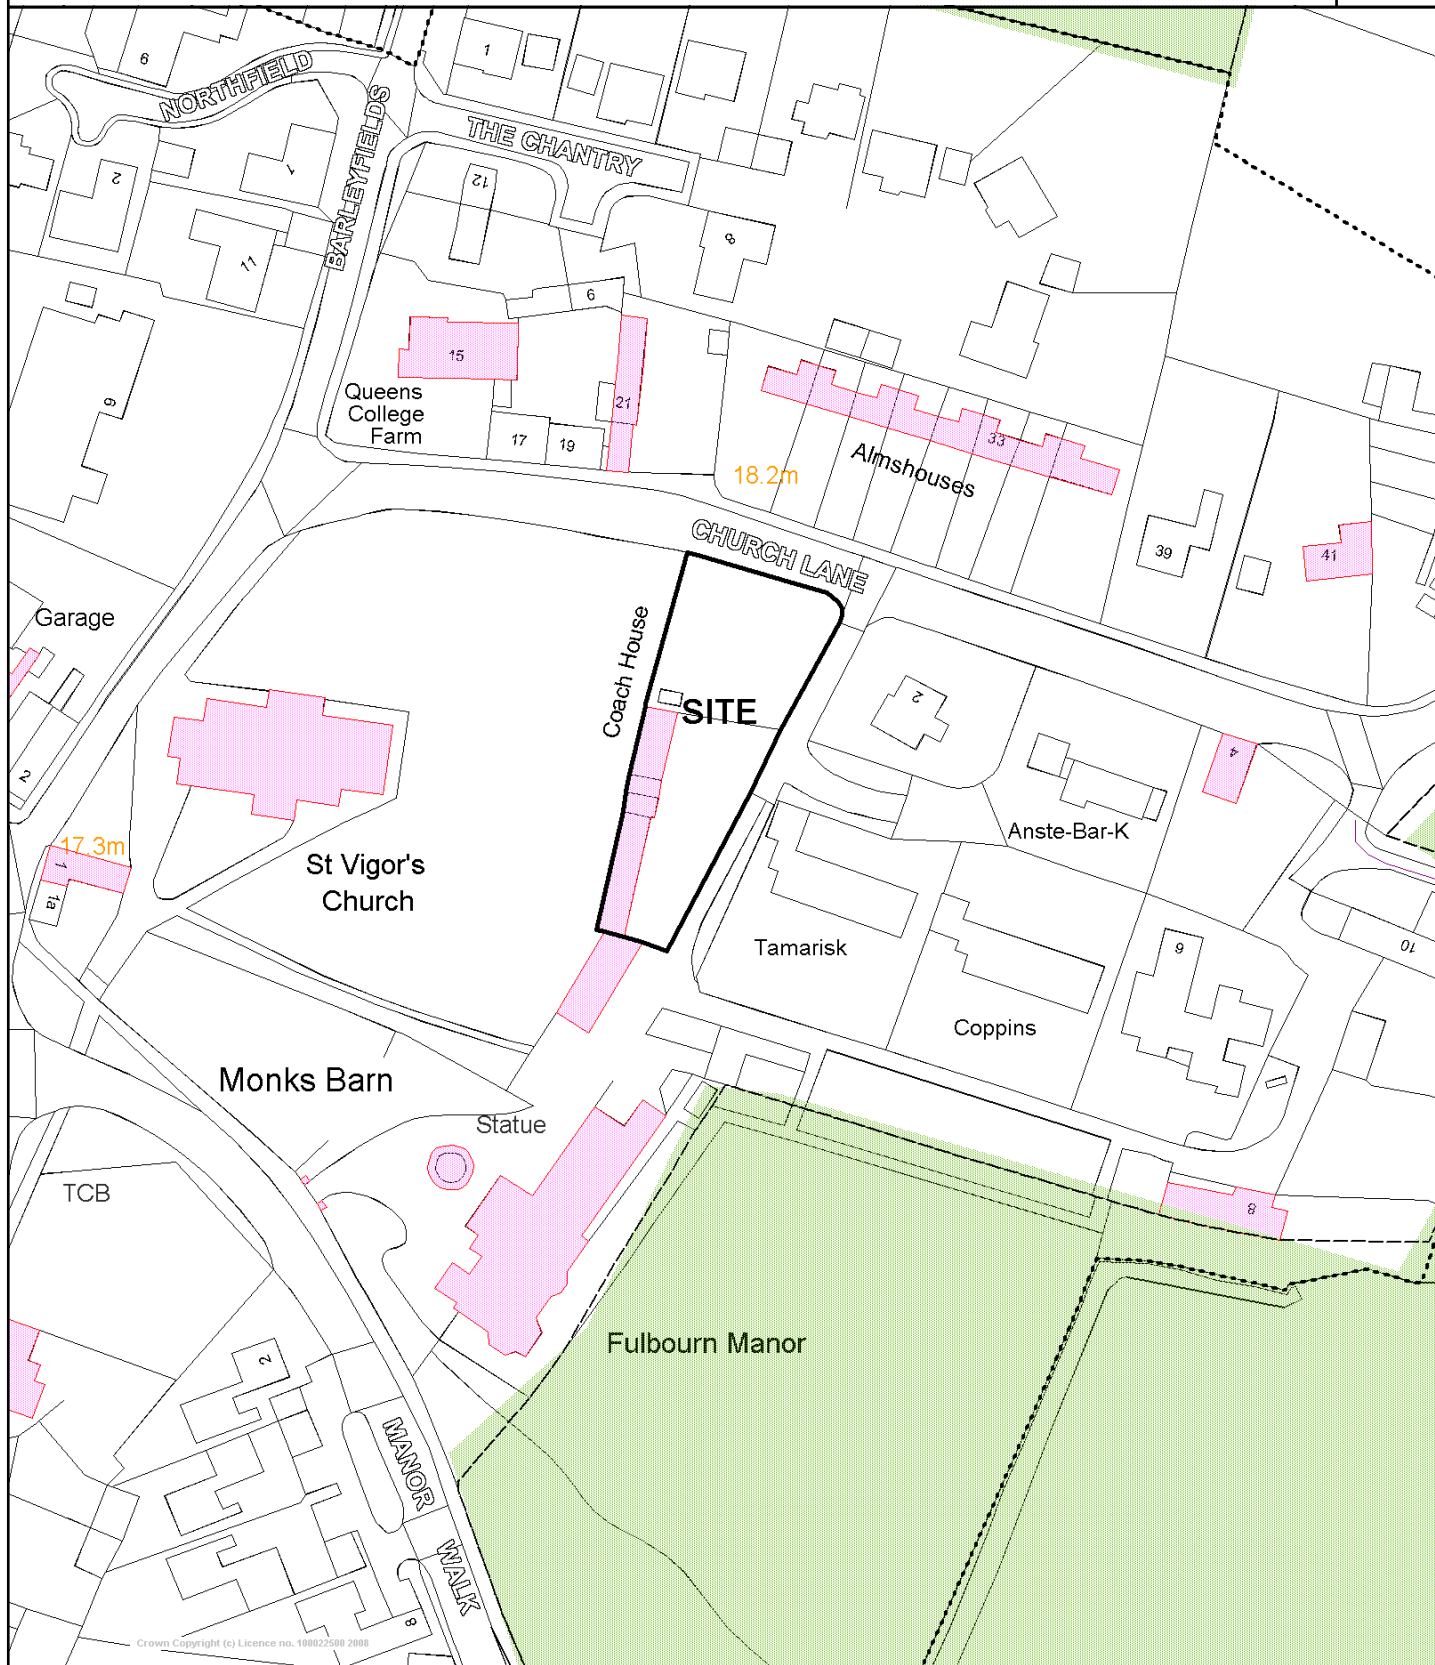 1
6
NORTHFIELD
BARLEYFIELDS
THE CHANTRY
2
1
12
8
11
6
9
15
21
Queens
College
Farm
17
19
33
Almshouses
18.2m
CHURCH LANE
39
41
Garage
Coach House
SITE
2
4
2
Anste-Bar-K
17.3m
1
1a
St Vigor's
Church
Tamarisk
9
10
Coppins
Monks Barn
Statue
TCB
8
Fulbourn Manor
2
MANOR
WALK
8
Crown Copyright (c) Licence no. 100022500 2008